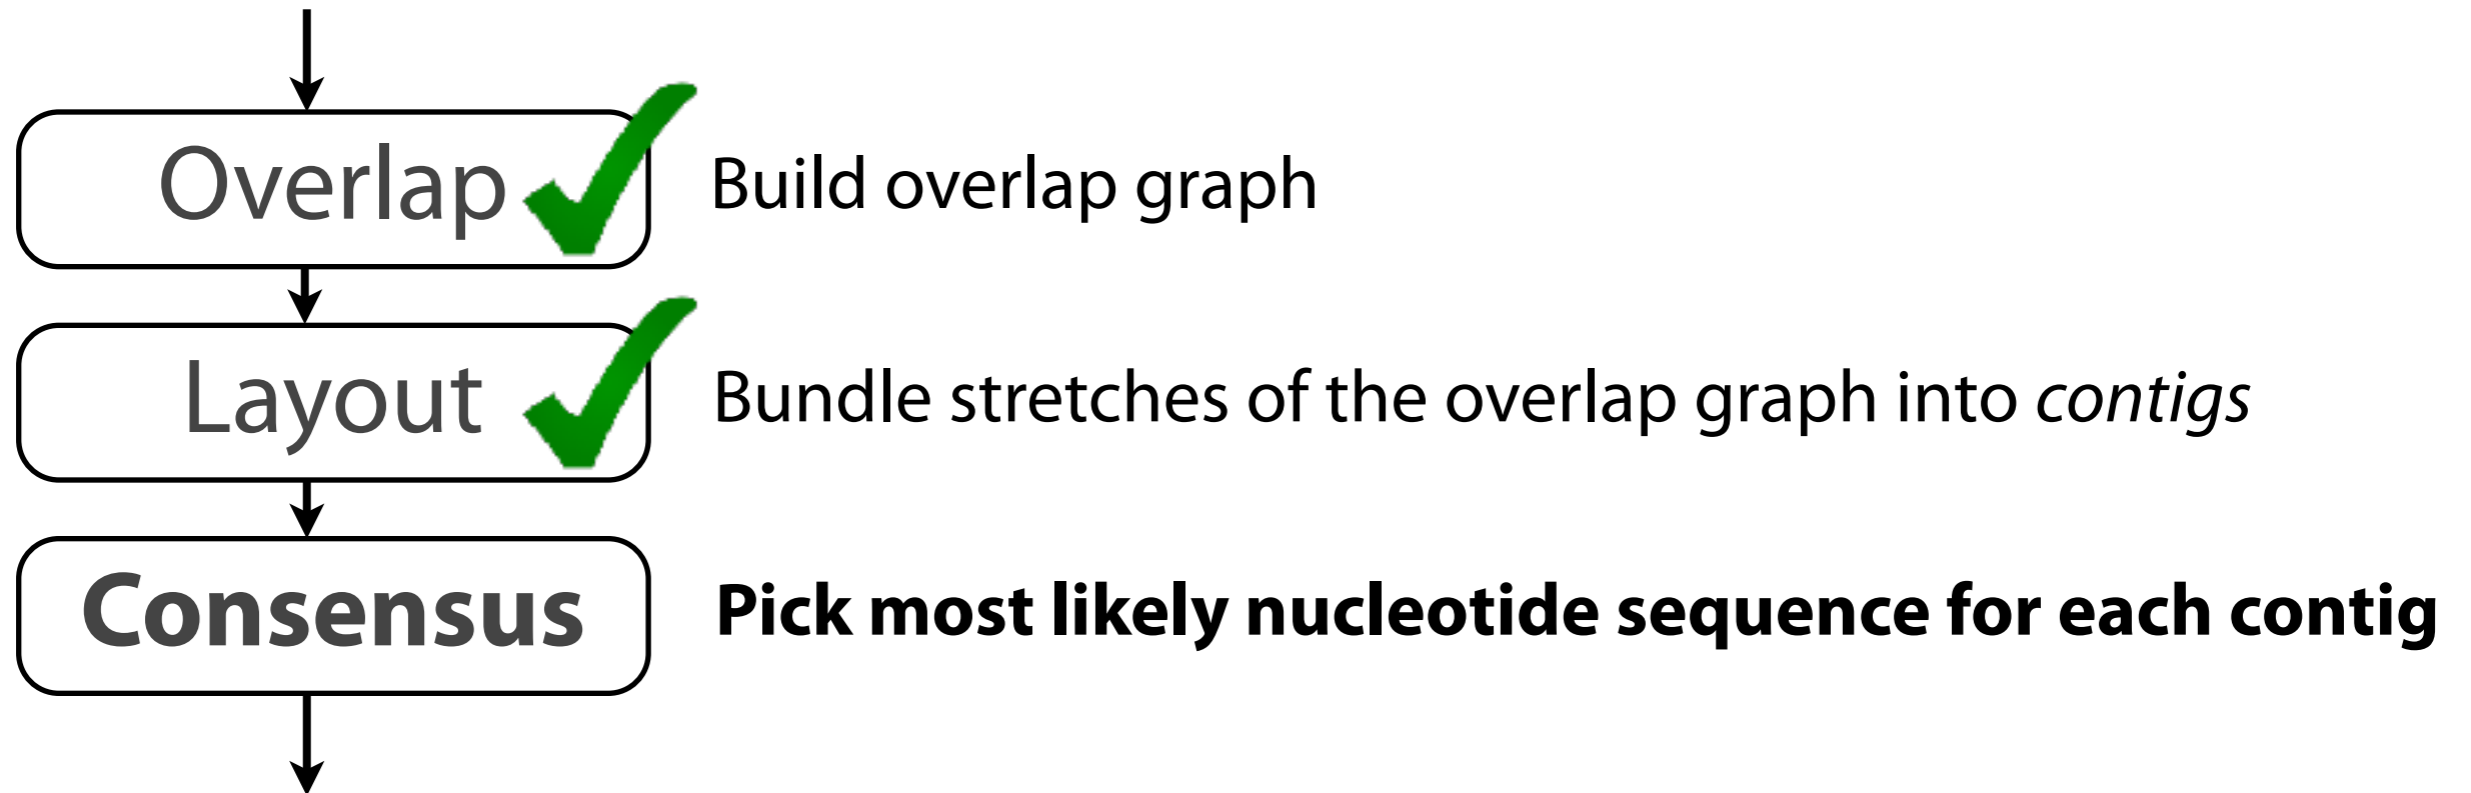 Overlap
Build overlap graph
Layout
Bundle stretches of the overlap graph into contigs
Consensus
Pick most likely nucleotide sequence for each contig